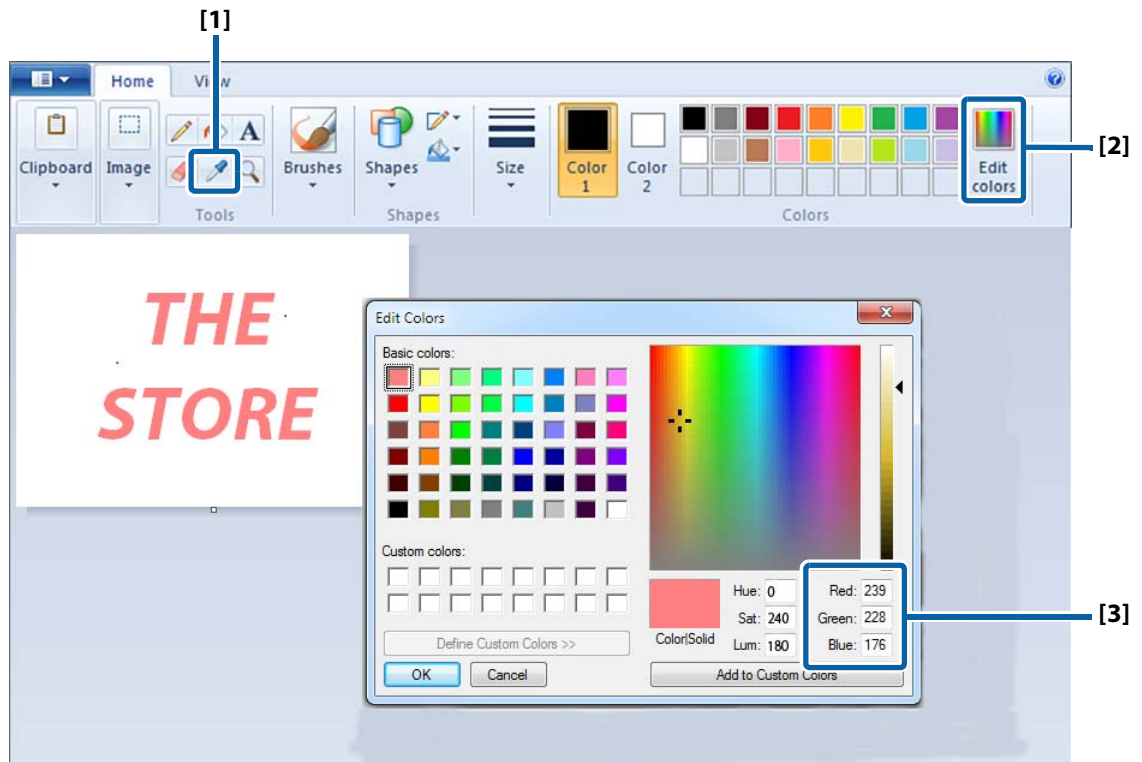 [1]
Home View
A
Clipboard Image Brushes Shapes Size Color 1 Color 2 Edit colors
[2]
Tools Shapes Colors
THE
STORE
Edit Colors
Basic colors:
Custom colors:
Define Custom Colors >>
OK Cancel
Color|Solid
Hue: 0 Red: 239
Sat: 240 Green: 228
Lum: 180 Blue: 176
Add to Custom Colors
[3]